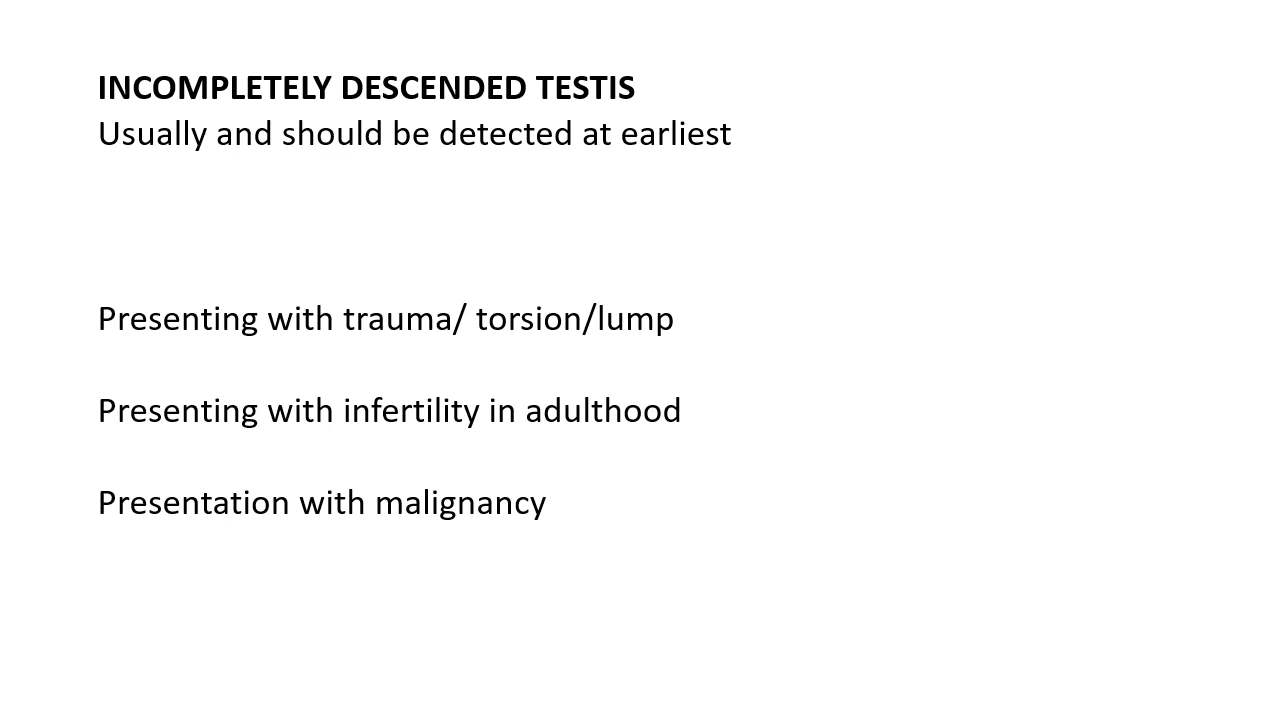 INCOMPLETELY DESCENDED TESTIS
Usually and should be detected at earliest
Presenting with trauma/ torsion/lump
Presenting with infertility in adulthood
Presentation with malignancy